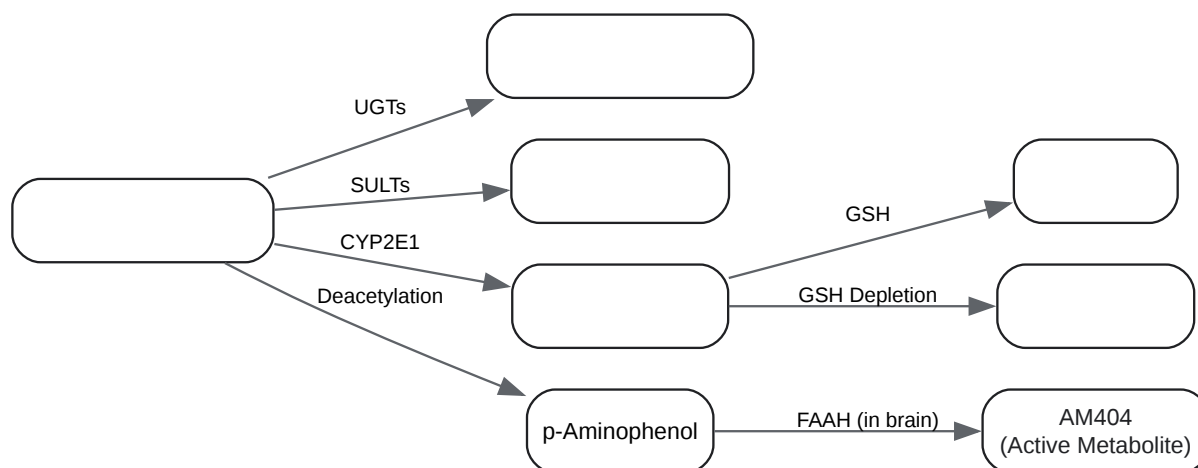 UGTs
SULTs
CYP2E1
Deacetylation
GSH
GSH Depletion
p-Aminophenol
FAAH (in brain)
AM404
(Active Metabolite)